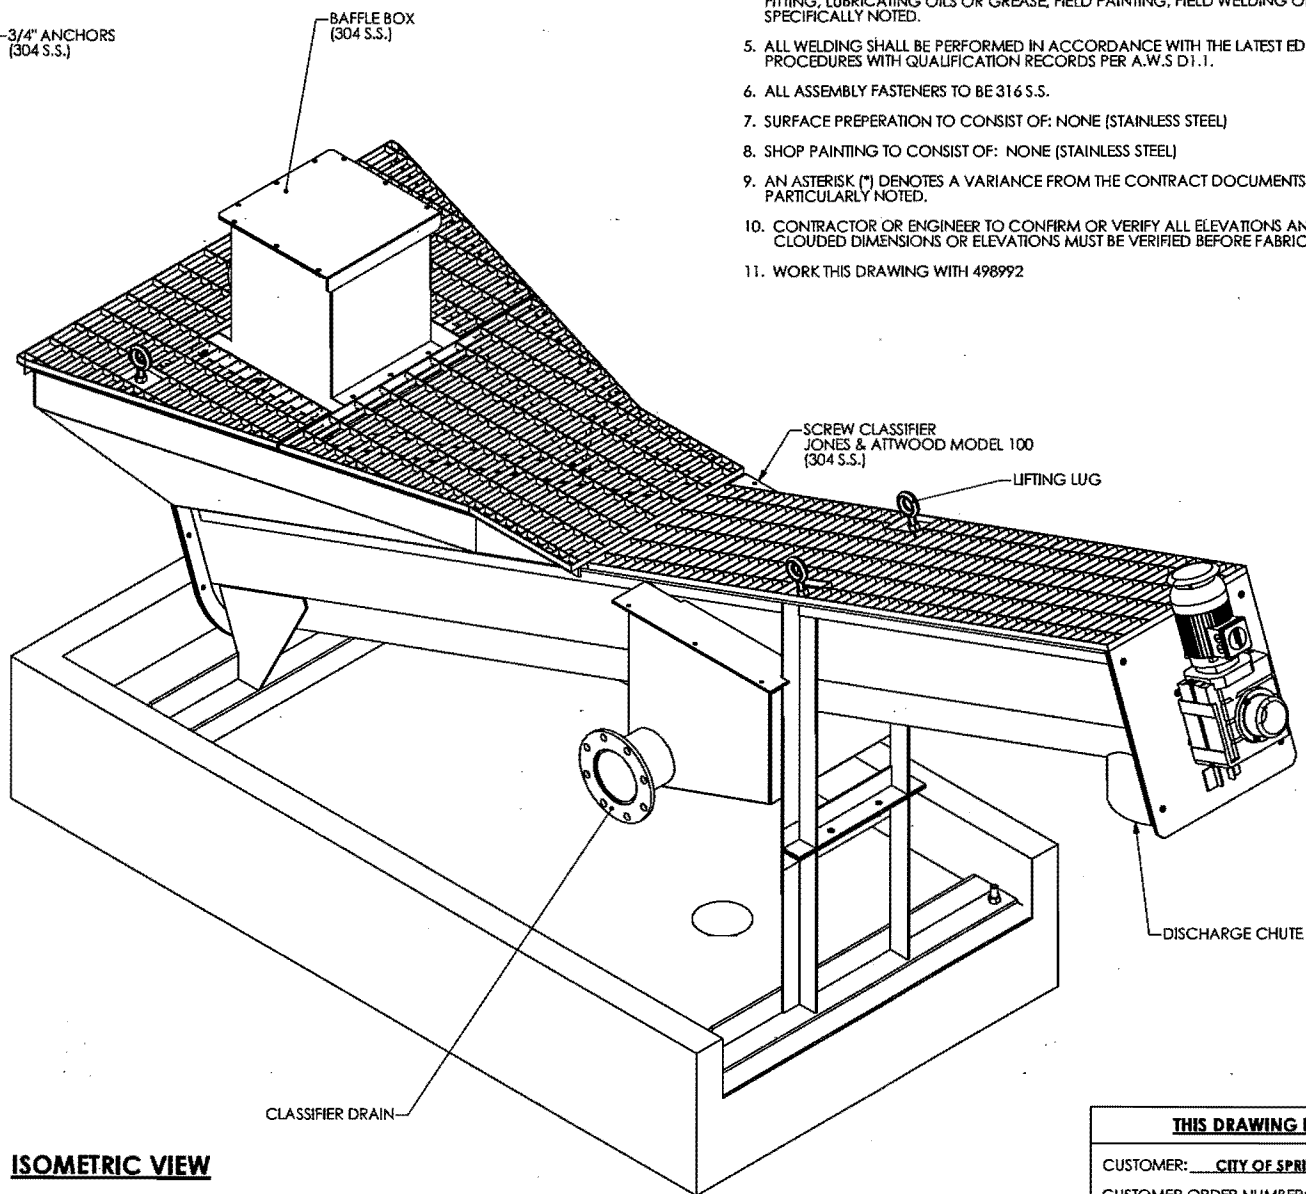 3/4" ANCHORS
(304 S.S.)
BAFFLE BOX
(304 S.S.)
FITTING, LUBRICATING OILS OR GREASE, FIELD PAINTING, FIELD WELDING
SPECIFICALLY NOTED.
5. ALL WELDING SHALL BE PERFORMED IN ACCORDANCE WITH THE LATEST ED
PROCEDURES WITH QUALIFICATION RECORDS PER A.W.S D1.1.
6. ALL ASSEMBLY FASTENERS TO BE 316 S.S.
7. SURFACE PREPERATION TO CONSIST OF: NONE (STAINLESS STEEL)
8. SHOP PAINTING TO CONSIST OF: NONE (STAINLESS STEEL)
9. AN ASTERISK (*) DENOTES A VARIANCE FROM THE CONTRACT DOCUMENTS
PARTICULARLY NOTED.
10. CONTRACTOR OR ENGINEER TO CONFIRM OR VERIFY ALL ELEVATIONS AN
CLOUDED DIMENSIONS OR ELEVATIONS MUST BE VERIFIED BEFORE FABRIC
11. WORK THIS DRAWING WITH 498992
SCREW CLASSIFIER
JONES & ATTWOOD MODEL 100
(304 S.S.)
LIFTING LUG
DISCHARGE CHUTE
CLASSIFIER DRAIN
ISOMETRIC VIEW
THIS DRAWING
CUSTOMER: CITY OF SPRI
CUSTOMER ORDER NUMBER